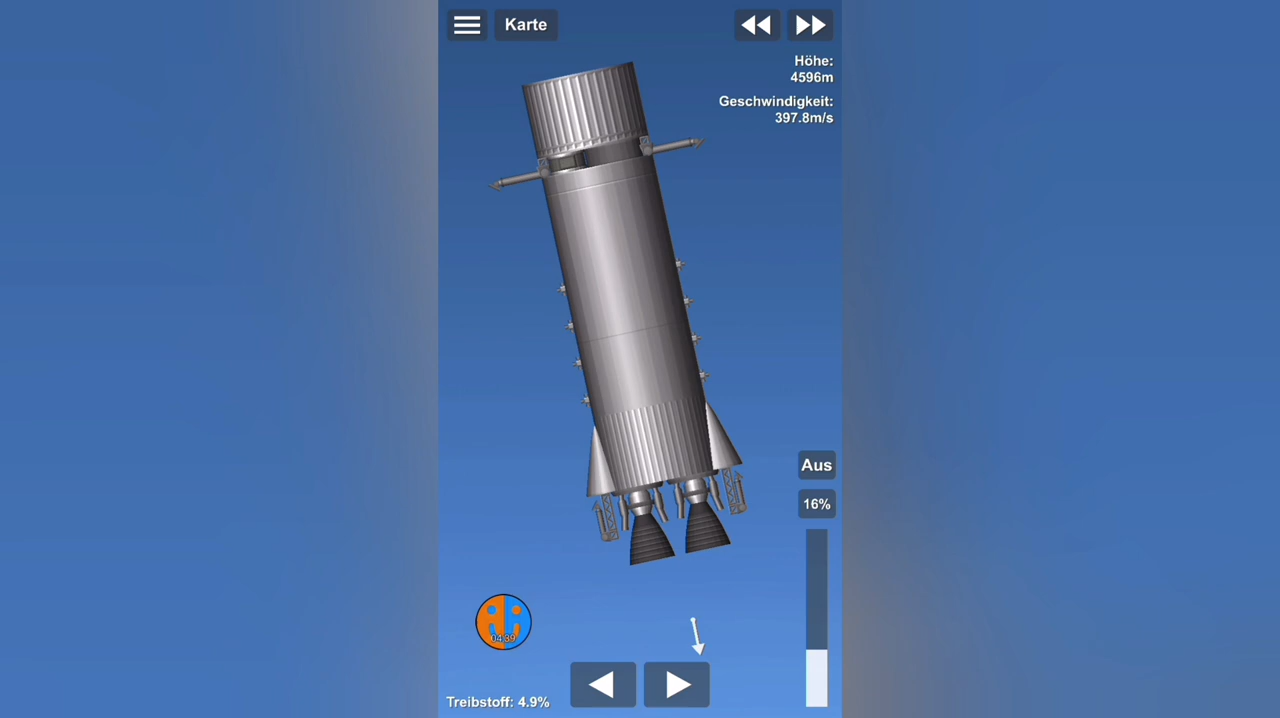 Karte
Höhe:
4596m
Geschwindigkeit:
397.8m/s
Aus
16%
04:39
Treibstoff: 4.9%